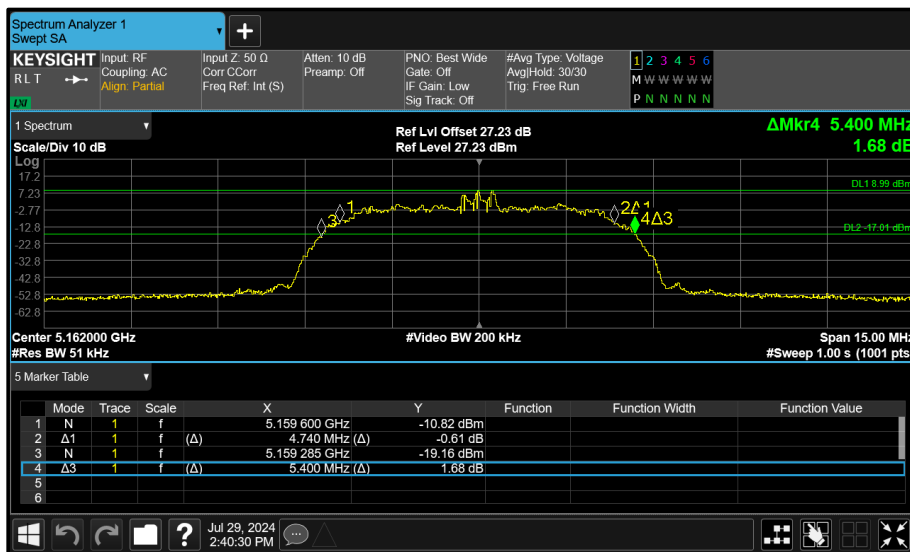 Spectrum Analyzer 1
Swept SA
+
KEYSIGHT
R L T
LXI
Input: RF
Coupling: AC
Align: Partial
Input Z: 50 Ω
Corr CCorr
Freq Ref: Int (S)
Atten: 10 dB
Preamp: Off
PNO: Best Wide
Gate: Off
IF Gain: Low
Sig Track: Off
#Avg Type: Voltage
Avg|Hold: 30/30
Trig: Free Run
1 2 3 4 5 6
M W W W W W
P N N N N N
1 Spectrum
Scale/Div 10 dB
Ref Lvl Offset 27.23 dB
Ref Level 27.23 dBm
ΔMkr4 5.400 MHz
1.68 dB
Log
17.2
7.23
-2.77
-12.8
-22.8
-32.8
-42.8
-52.8
-62.8
DL1 8.99 dBm
DL2 -17.01 dBm
1
3
2Δ1
4Δ3
Center 5.162000 GHz
#Video BW 200 kHz
Span 15.00 MHz
#Res BW 51 kHz
#Sweep 1.00 s (1001 pts
5 Marker Table
Mode Trace Scale X Y Function Function Width Function Value
1 N 1 f 5.159 600 GHz -10.82 dBm
2 Δ1 1 f (Δ) 4.740 MHz (Δ) -0.61 dB
3 N 1 f 5.159 285 GHz -19.16 dBm
4 Δ3 1 f (Δ) 5.400 MHz (Δ) 1.68 dB
5
6
?
Jul 29, 2024
2:40:30 PM